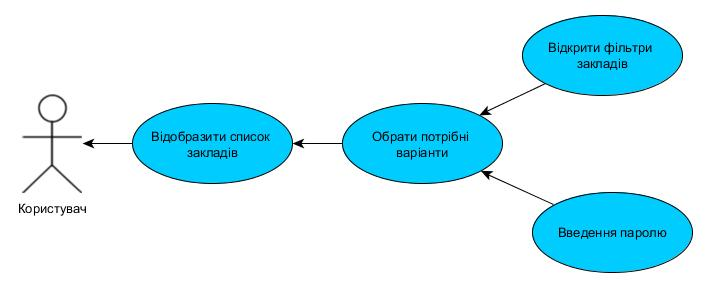 Відкрити фільтри
закладів
Відобразити список
закладів
Обрати потрібні
варіанти
Користувач
Введення паролю